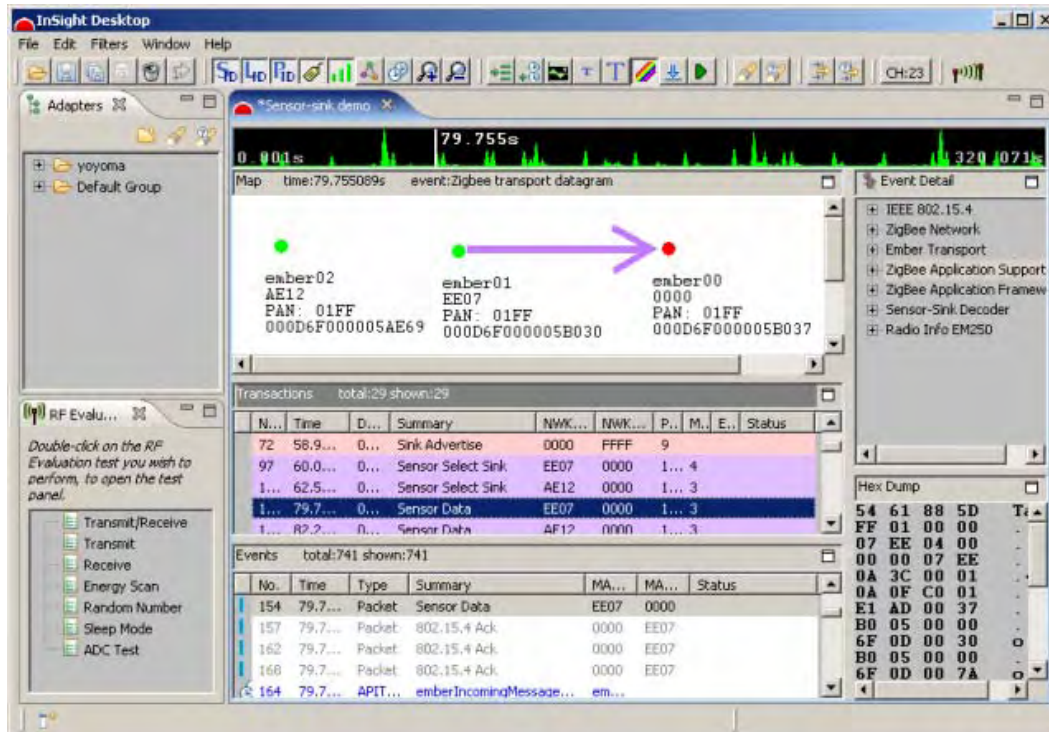 InSight Desktop
File Edit Filters Window Help
CH:23
Adapters
yoyoma
Default Group
*Sensor-sink demo
79.755s
0.001s
320.071s
Map time:79.755089s event:Zigbee transport datagram
ember02
AE12
PAN: 01FF
000D6F000005AE69
ember01
EE07
PAN: 01FF
000D6F000005B030
ember00
0000
PAN: 01FF
000D6F000005B037
Transactions total:29 shown:29
N... Time D... Summary NWK... NWK... P... M... E... Status
72 58.9... 0... Sink Advertise 0000 FFFF 9
97 60.0... 0... Sensor Select Sink EE07 0000 1... 4
1... 62.5... 0... Sensor Select Sink AE12 0000 1... 3
1... 79.7... 0... Sensor Data EE07 0000 1... 3
1... 82.2... 0... Sensor Data AE12 0000 1... 3
Events total:741 shown:741
No. Time Type Summary MA... MA... Status
154 79.7... Packet Sensor Data EE07 0000
157 79.7... Packet 802.15.4 Ack 0000 EE07
162 79.7... Packet 802.15.4 Ack 0000 EE07
168 79.7... Packet 802.15.4 Ack 0000 EE07
164 79.7... APIT... emberIncomingMessage... em...
Event Detail
IEEE 802.15.4
ZigBee Network
Ember Transport
ZigBee Application Support
ZigBee Application Framew
Sensor-Sink Decoder
Radio Info EM250
Hex Dump
54 61 88 5D
FF 01 00 00 .
07 EE 04 00 .
00 00 07 EE .
0A 3C 00 01 .
0A 0F C0 01 .
E1 AD 00 37 .
B0 05 00 00 .
6F 0D 00 30 o
B0 05 00 00 .
6F 0D 00 7A o
RF Evalu...
Double-click on the RF
Evaluation test you wish to
perform, to open the test
panel.
Transmit/Receive
Transmit
Receive
Energy Scan
Random Number
Sleep Mode
ADC Test